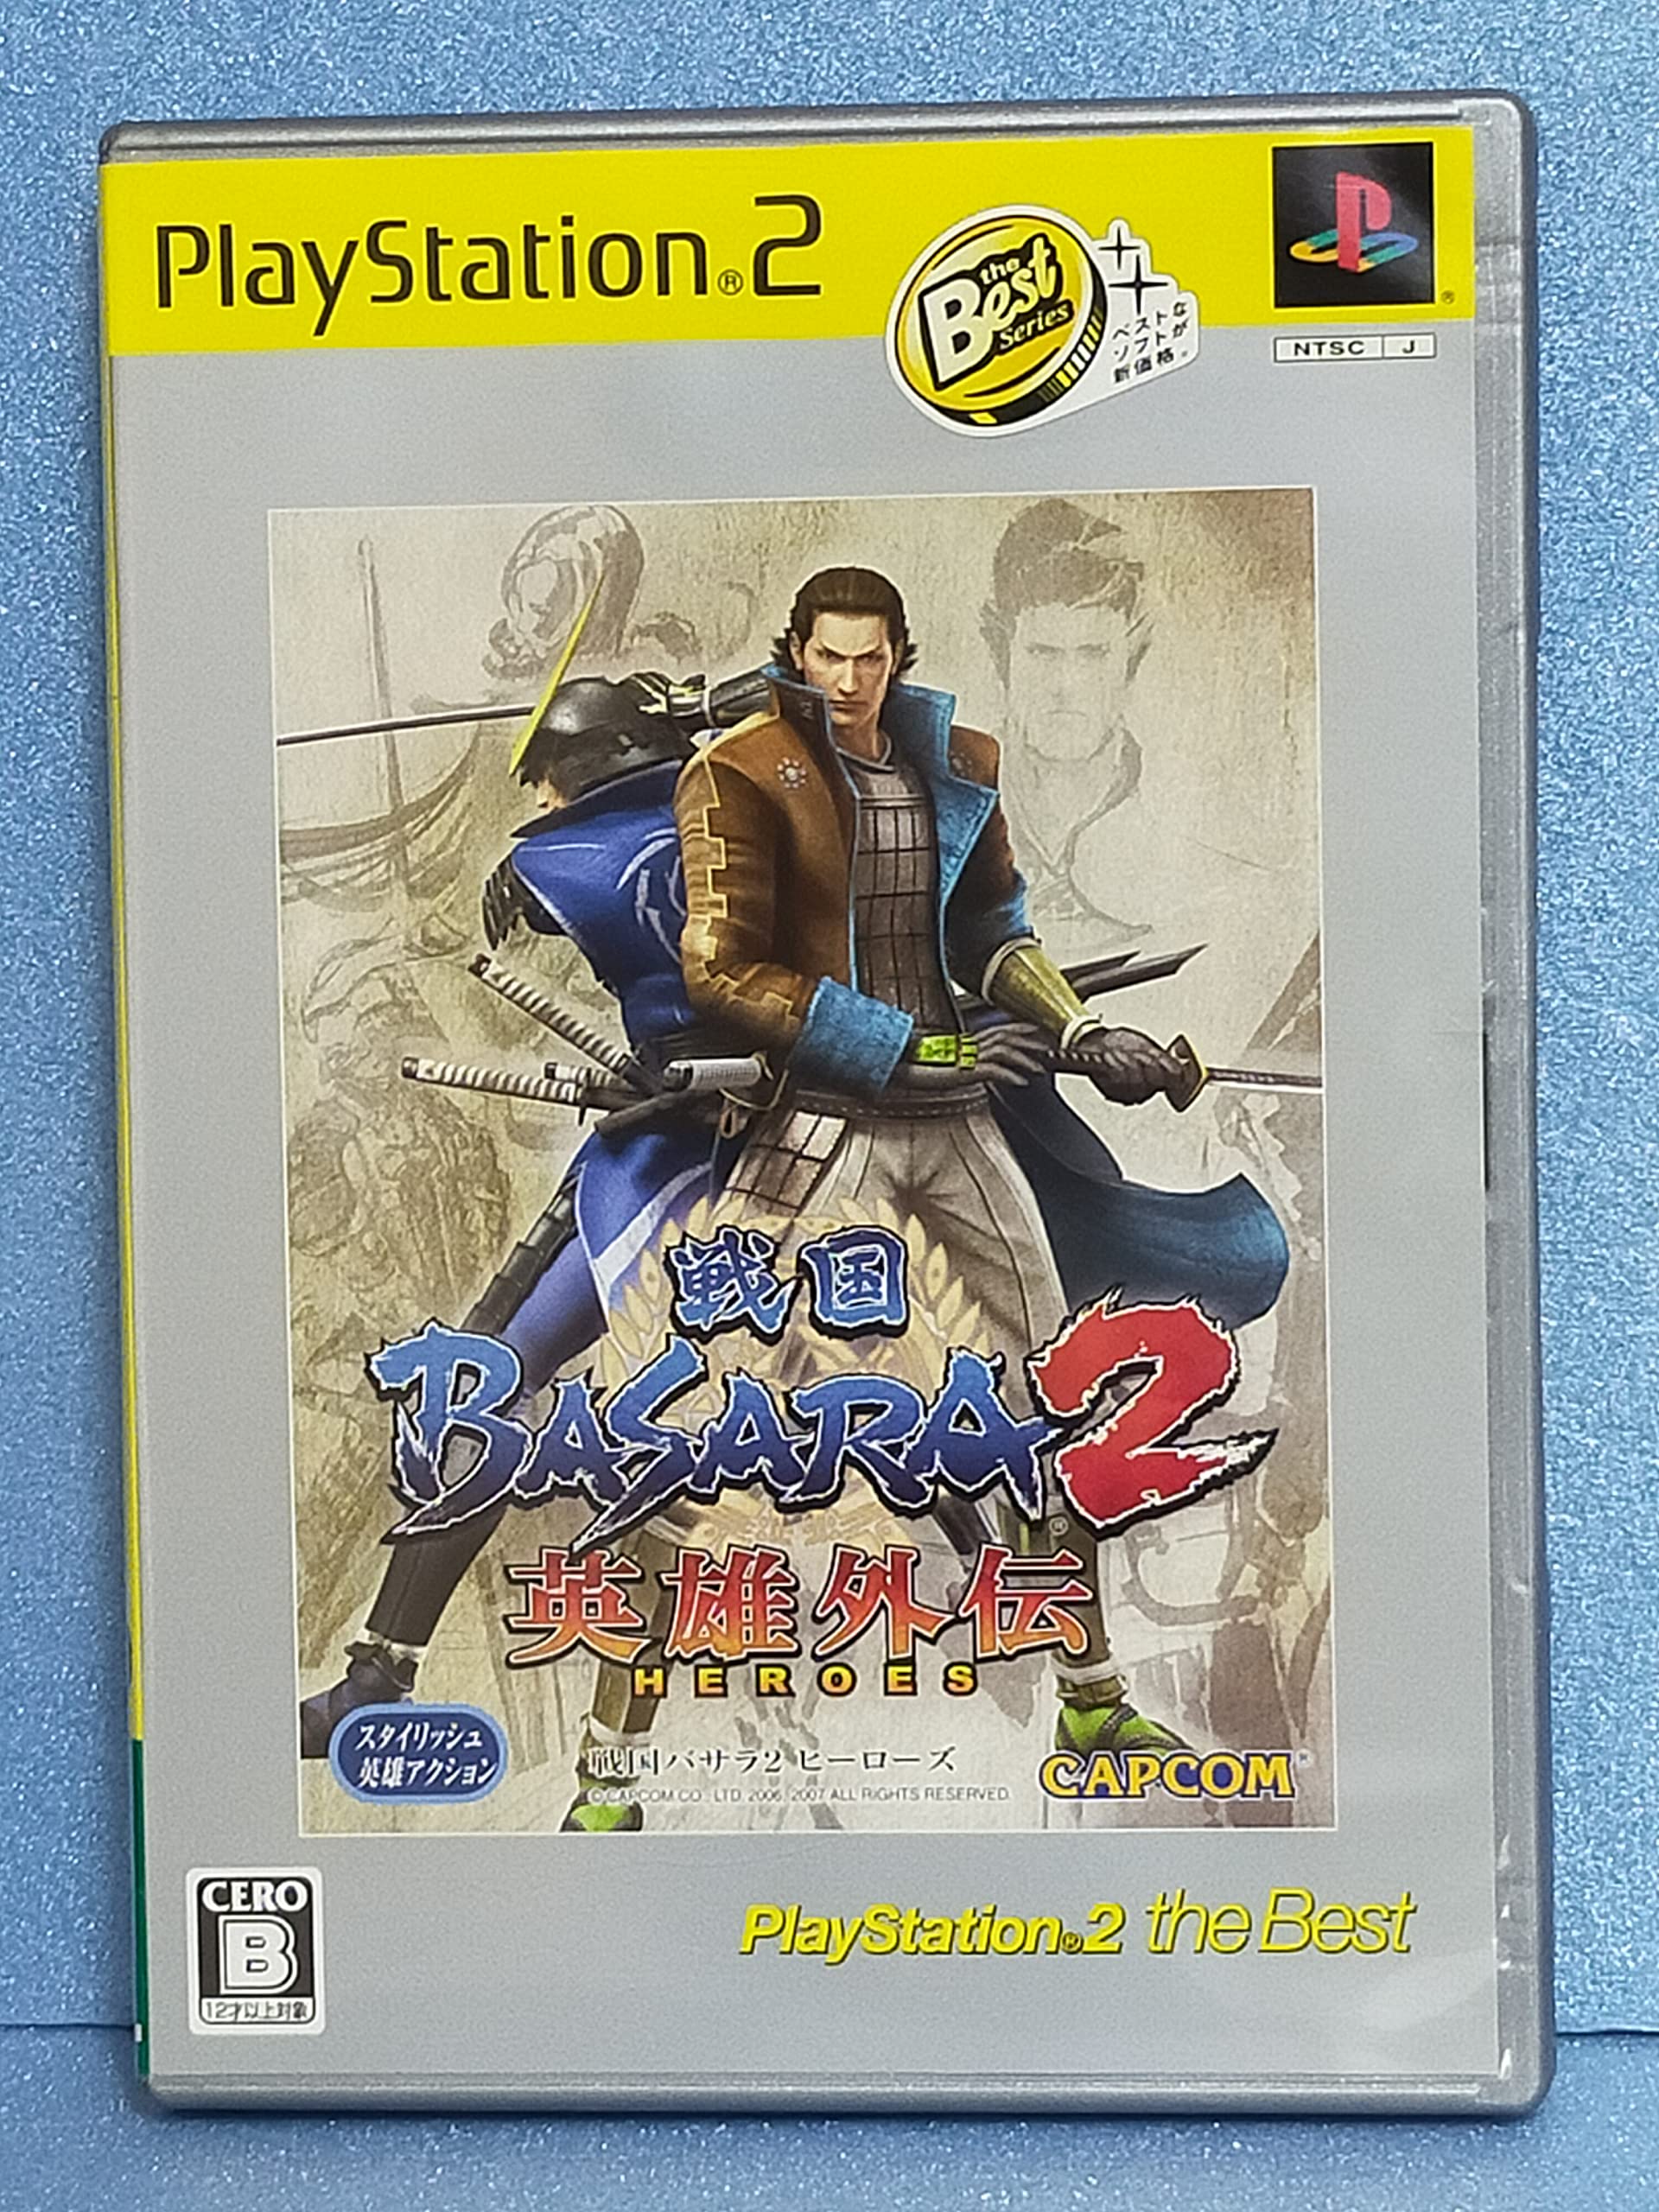 PlayStation®2
the
Best
series
ベストな
ソフトが
新価格。
®
NTSC J
戦国
BASARA2
®
英雄外伝
HEROES
スタイリッシュ
英雄アクション
戦国バサラ2 ヒーローズ
©CAPCOM CO., LTD. 2006, 2007 ALL RIGHTS RESERVED.
CAPCOM®
CERO
B
12才以上対象
PlayStation®2 the Best